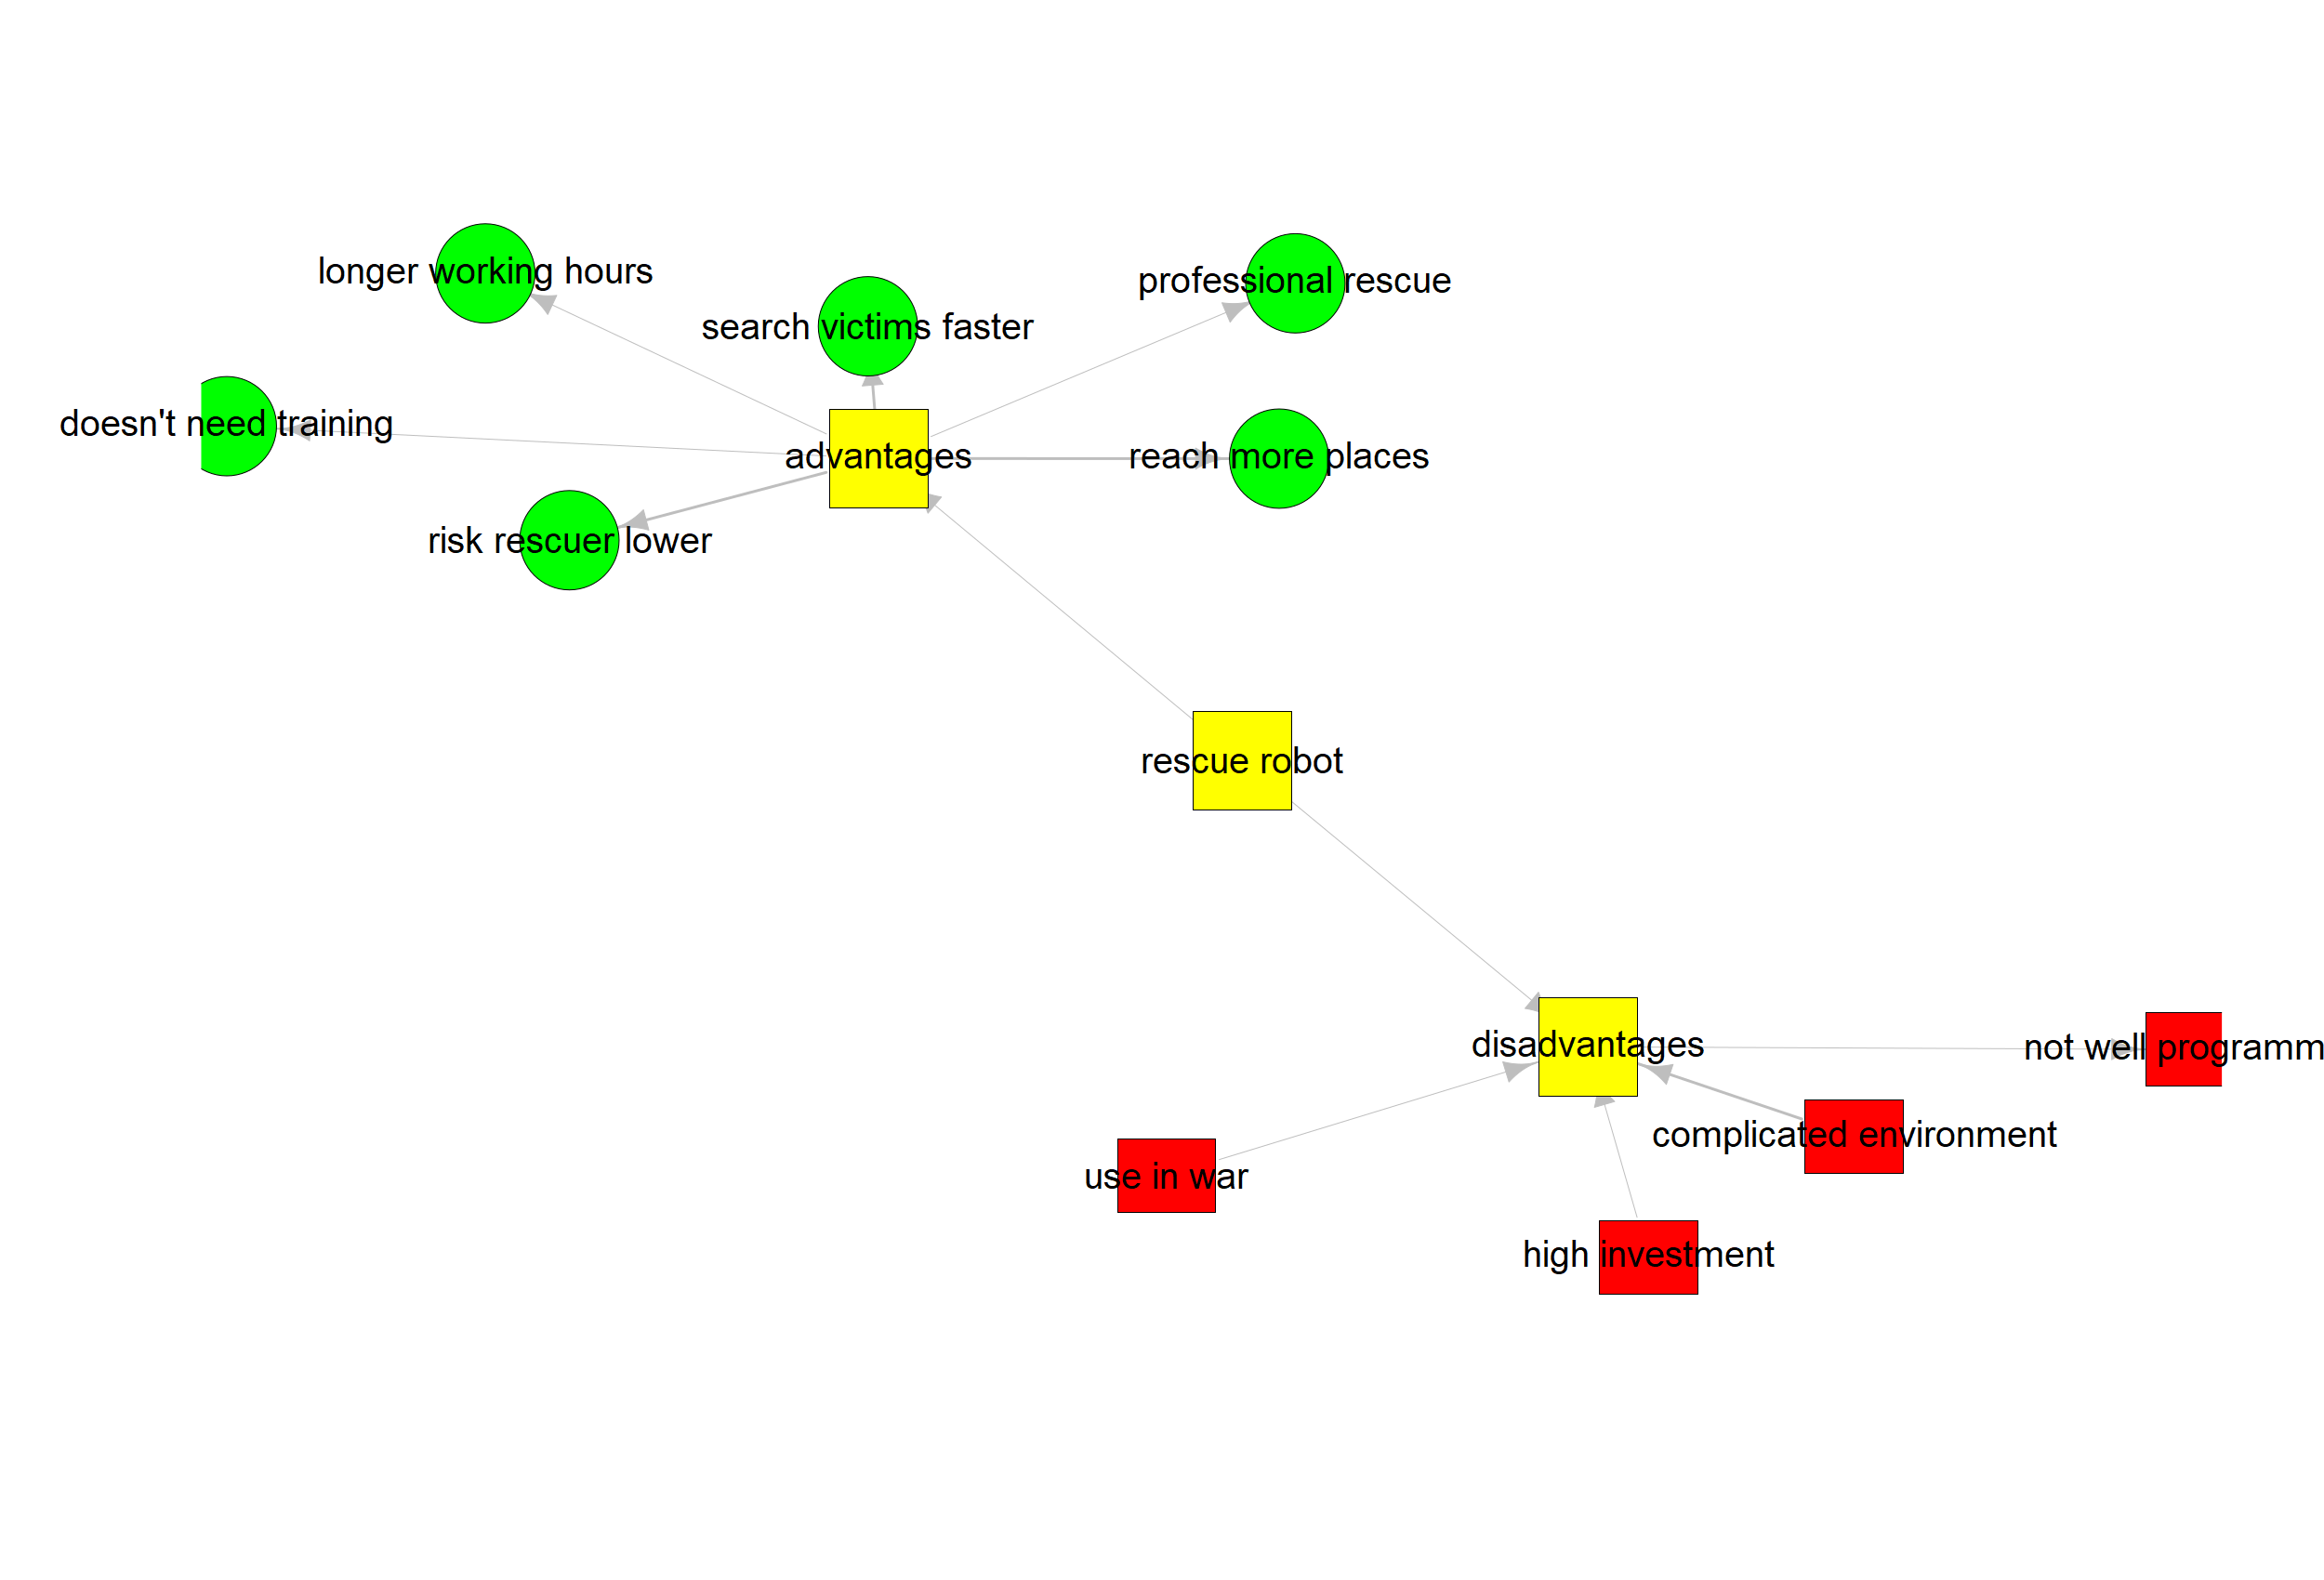 longer working hours
professional rescue
search victims faster
doesn't need training
advantages
reach more places
risk rescuer lower
rescue robot
disadvantages
not well programm
complicated environment
use in war
high investment